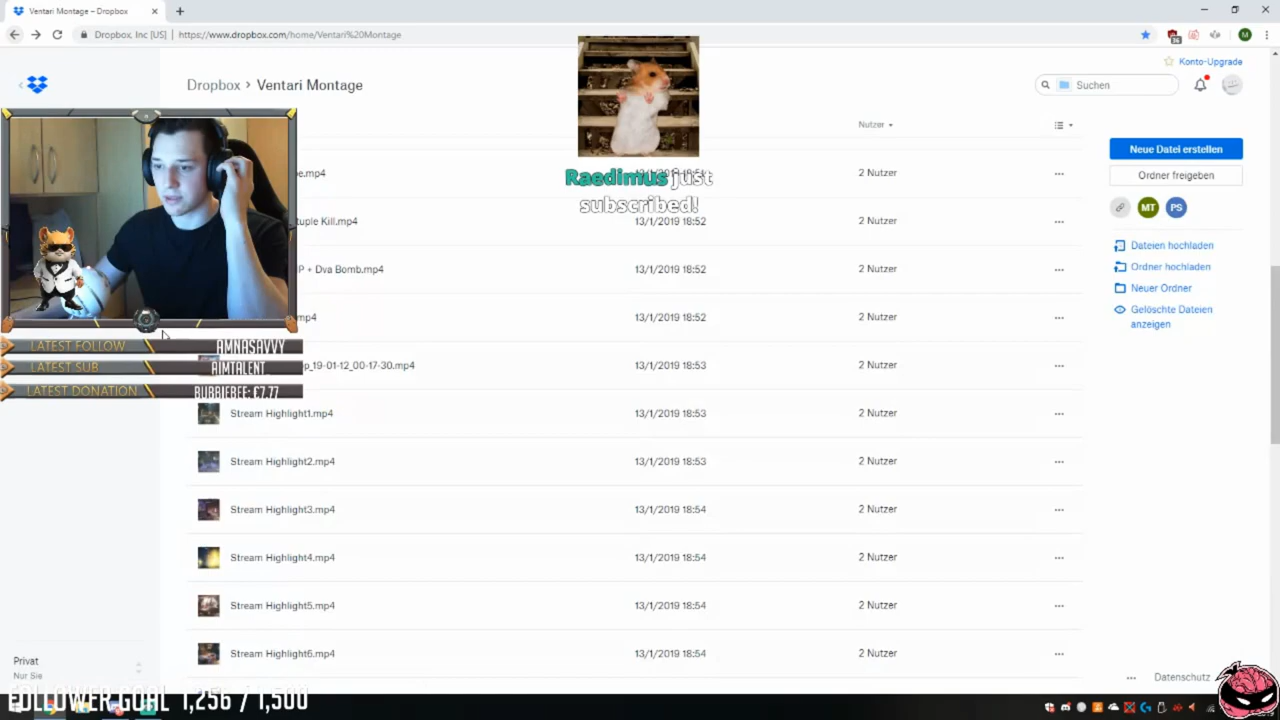 Ventari Montage – Dropbox
Dropbox, Inc [US] | https://www.dropbox.com/home/Ventari%20Montage
Konto-Upgrade
Dropbox > Ventari Montage
Suchen
Nutzer
Neue Datei erstellen
Ordner freigeben
MT PS
Dateien hochladen
Ordner hochladen
Neuer Ordner
Gelöschte Dateien
anzeigen
Raedimus just
subscribed!
e.mp4 2 Nutzer
tuple Kill.mp4 13/1/2019 18:52 2 Nutzer
P + Dva Bomb.mp4 13/1/2019 18:52 2 Nutzer
mp4 13/1/2019 18:52 2 Nutzer
p_19-01-12_00-17-30.mp4 13/1/2019 18:53 2 Nutzer
Stream Highlight1.mp4 13/1/2019 18:53 2 Nutzer
Stream Highlight2.mp4 13/1/2019 18:53 2 Nutzer
Stream Highlight3.mp4 13/1/2019 18:54 2 Nutzer
Stream Highlight4.mp4 13/1/2019 18:54 2 Nutzer
Stream Highlight5.mp4 13/1/2019 18:54 2 Nutzer
Stream Highlight6.mp4 13/1/2019 18:54 2 Nutzer
LATEST FOLLOW AMNASAVVY
LATEST SUB AIMTALENT_
LATEST DONATION BUBBIEBEE: €7.77
Privat
Nur Sie
Datenschutz
FOLLOWER GOAL 1,256 / 1,500